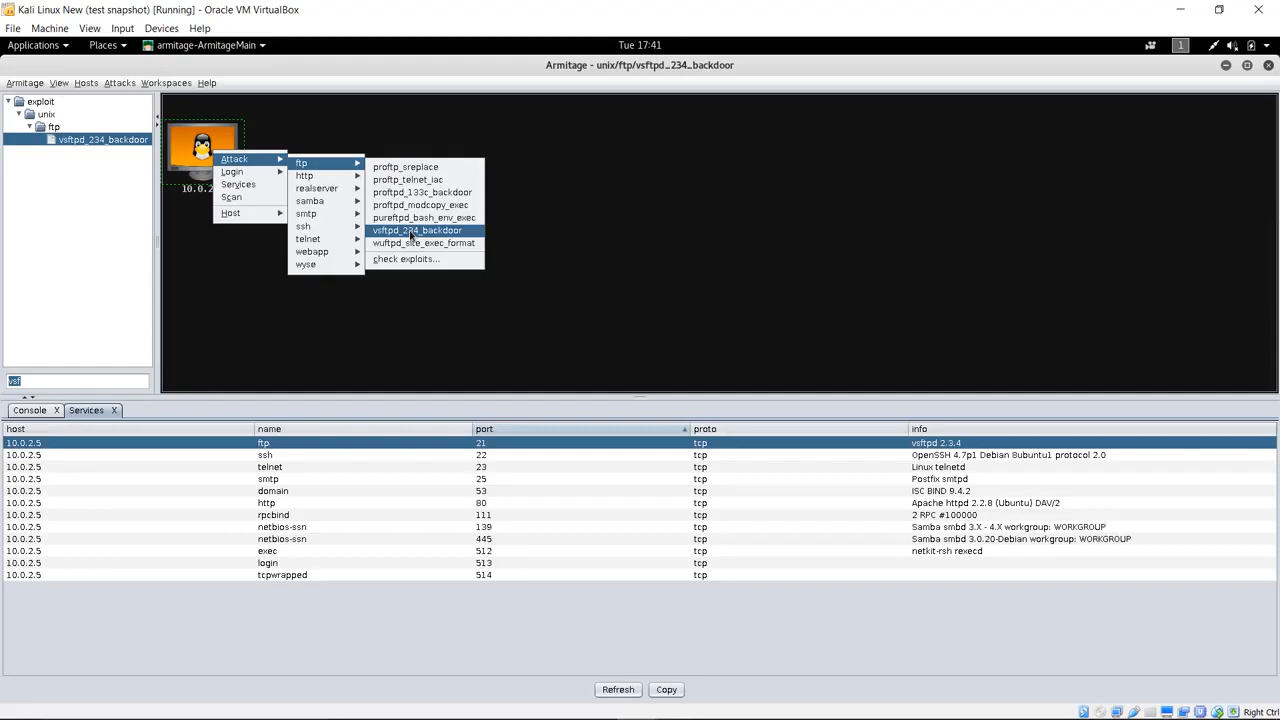 Kali Linux New (test snapshot) [Running] - Oracle VM VirtualBox
File Machine View Input Devices Help
Applications Places armitage-ArmitageMain Tue 17:41 1
Armitage - unix/ftp/vsftpd_234_backdoor
Armitage View Hosts Attacks Workspaces Help
exploit
unix
ftp
vsftpd_234_backdoor
10.0.2
Attack
Login
Services
Scan
Host
ftp
http
realserver
samba
smtp
ssh
telnet
webapp
wyse
proftp_sreplace
proftp_telnet_iac
proftpd_133c_backdoor
proftpd_modcopy_exec
pureftpd_bash_env_exec
vsftpd_234_backdoor
wuftpd_site_exec_format
check exploits...
vsf
Console X Services X
host name port proto info
10.0.2.5 ftp 21 tcp vsftpd 2.3.4
10.0.2.5 ssh 22 tcp OpenSSH 4.7p1 Debian 8ubuntu1 protocol 2.0
10.0.2.5 telnet 23 tcp Linux telnetd
10.0.2.5 smtp 25 tcp Postfix smtpd
10.0.2.5 domain 53 tcp ISC BIND 9.4.2
10.0.2.5 http 80 tcp Apache httpd 2.2.8 (Ubuntu) DAV/2
10.0.2.5 rpcbind 111 tcp 2 RPC #100000
10.0.2.5 netbios-ssn 139 tcp Samba smbd 3.X - 4.X workgroup: WORKGROUP
10.0.2.5 netbios-ssn 445 tcp Samba smbd 3.0.20-Debian workgroup: WORKGROUP
10.0.2.5 exec 512 tcp netkit-rsh rexecd
10.0.2.5 login 513 tcp
10.0.2.5 tcpwrapped 514 tcp
Refresh Copy
Right Ctrl